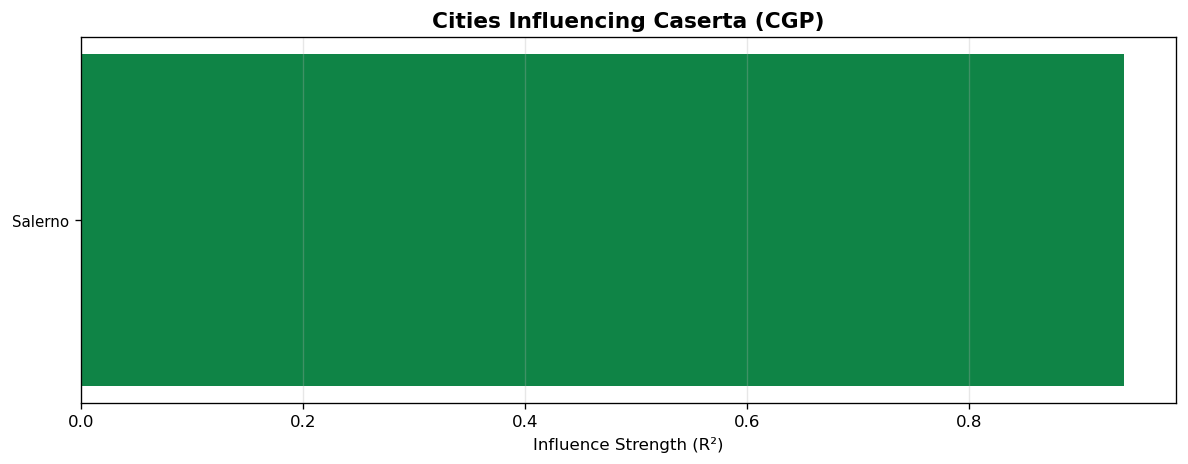 Cities Influencing Caserta (CGP)
Salerno
0.0 0.2 0.4 0.6 0.8
Influence Strength (R²)